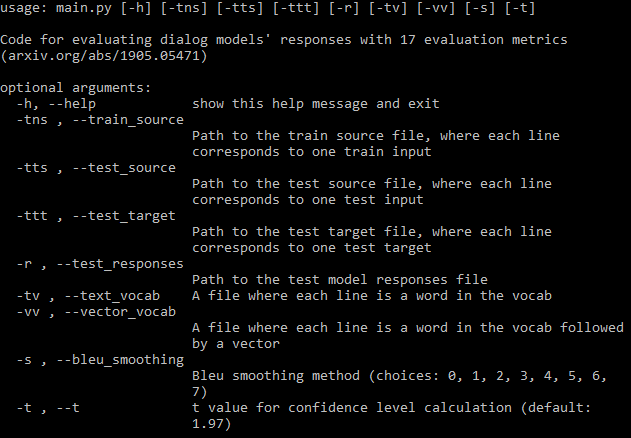 usage: main.py [-h] [-tns] [-tts] [-ttt] [-r] [-tv] [-vv] [-s] [-t]
Code for evaluating dialog models' responses with 17 evaluation metrics
(arxiv.org/abs/1905.05471)
optional arguments:
-h, --help show this help message and exit
-tns , --train_source
Path to the train source file, where each line
corresponds to one train input
-tts , --test_source
Path to the test source file, where each line
corresponds to one test input
-ttt , --test_target
Path to the test target file, where each line
corresponds to one test target
-r , --test_responses
Path to the test model responses file
-tv , --text_vocab A file where each line is a word in the vocab
-vv , --vector_vocab
A file where each line is a word in the vocab followed
by a vector
-s , --bleu_smoothing
Bleu smoothing method (choices: 0, 1, 2, 3, 4, 5, 6,
7)
-t , --t t value for confidence level calculation (default:
1.97)